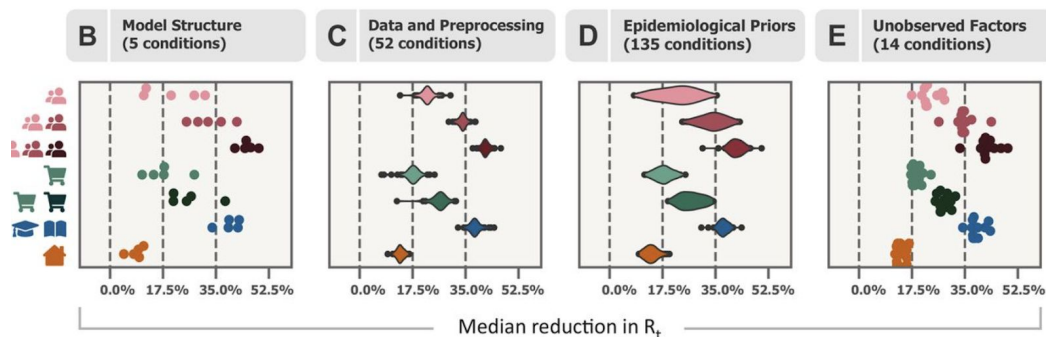 B Model Structure
(5 conditions)
C Data and Preprocessing
(52 conditions)
D Epidemiological Priors
(135 conditions)
E Unobserved Factors
(14 conditions)
0.0% 17.5% 35.0% 52.5%
0.0% 17.5% 35.0% 52.5%
0.0% 17.5% 35.0% 52.5%
0.0% 17.5% 35.0% 52.5%
Median reduction in Rt